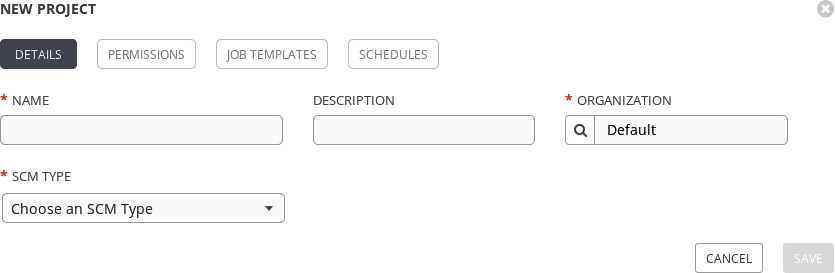 NEW PROJECT
DETAILS PERMISSIONS JOB TEMPLATES SCHEDULES
* NAME DESCRIPTION * ORGANIZATION
Default
* SCM TYPE
Choose an SCM Type
CANCEL SAVE